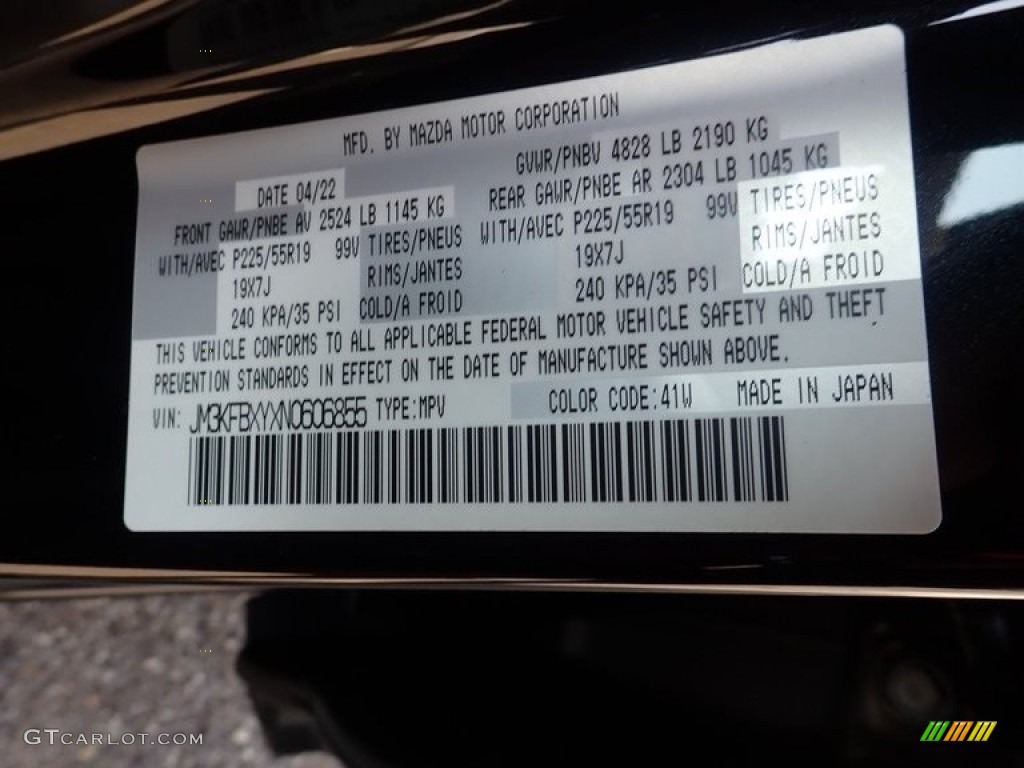 MFD. BY MAZDA MOTOR CORPORATION
DATE 04/22 GVWR/PNBV 4828 LB 2190 KG
FRONT GAWR/PNBE AV 2524 LB 1145 KG REAR GAWR/PNBE AR 2304 LB 1045 KG
WITH/AVEC P225/55R19 99V TIRES/PNEUS WITH/AVEC P225/55R19 99V TIRES/PNEUS
19X7J RIMS/JANTES 19X7J RIMS/JANTES
240 KPA/35 PSI COLD/A FROID 240 KPA/35 PSI COLD/A FROID
THIS VEHICLE CONFORMS TO ALL APPLICABLE FEDERAL MOTOR VEHICLE SAFETY AND THEFT
PREVENTION STANDARDS IN EFFECT ON THE DATE OF MANUFACTURE SHOWN ABOVE.
VIN: JM3KFBXYXN0606855 TYPE:MPV COLOR CODE:41W MADE IN JAPAN
GTCARLOT.COM